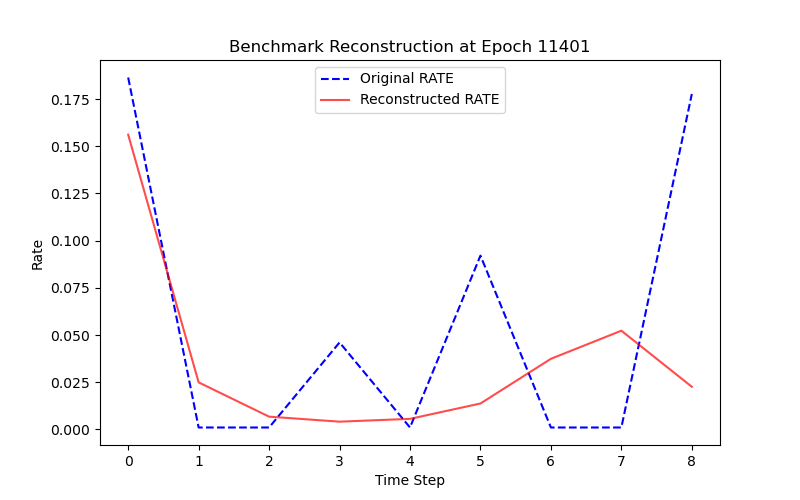 Benchmark Reconstruction at Epoch 11401
Original RATE
Reconstructed RATE
0.175
0.150
0.125
0.100
0.075
0.050
0.025
0.000
Rate
0 1 2 3 4 5 6 7 8
Time Step